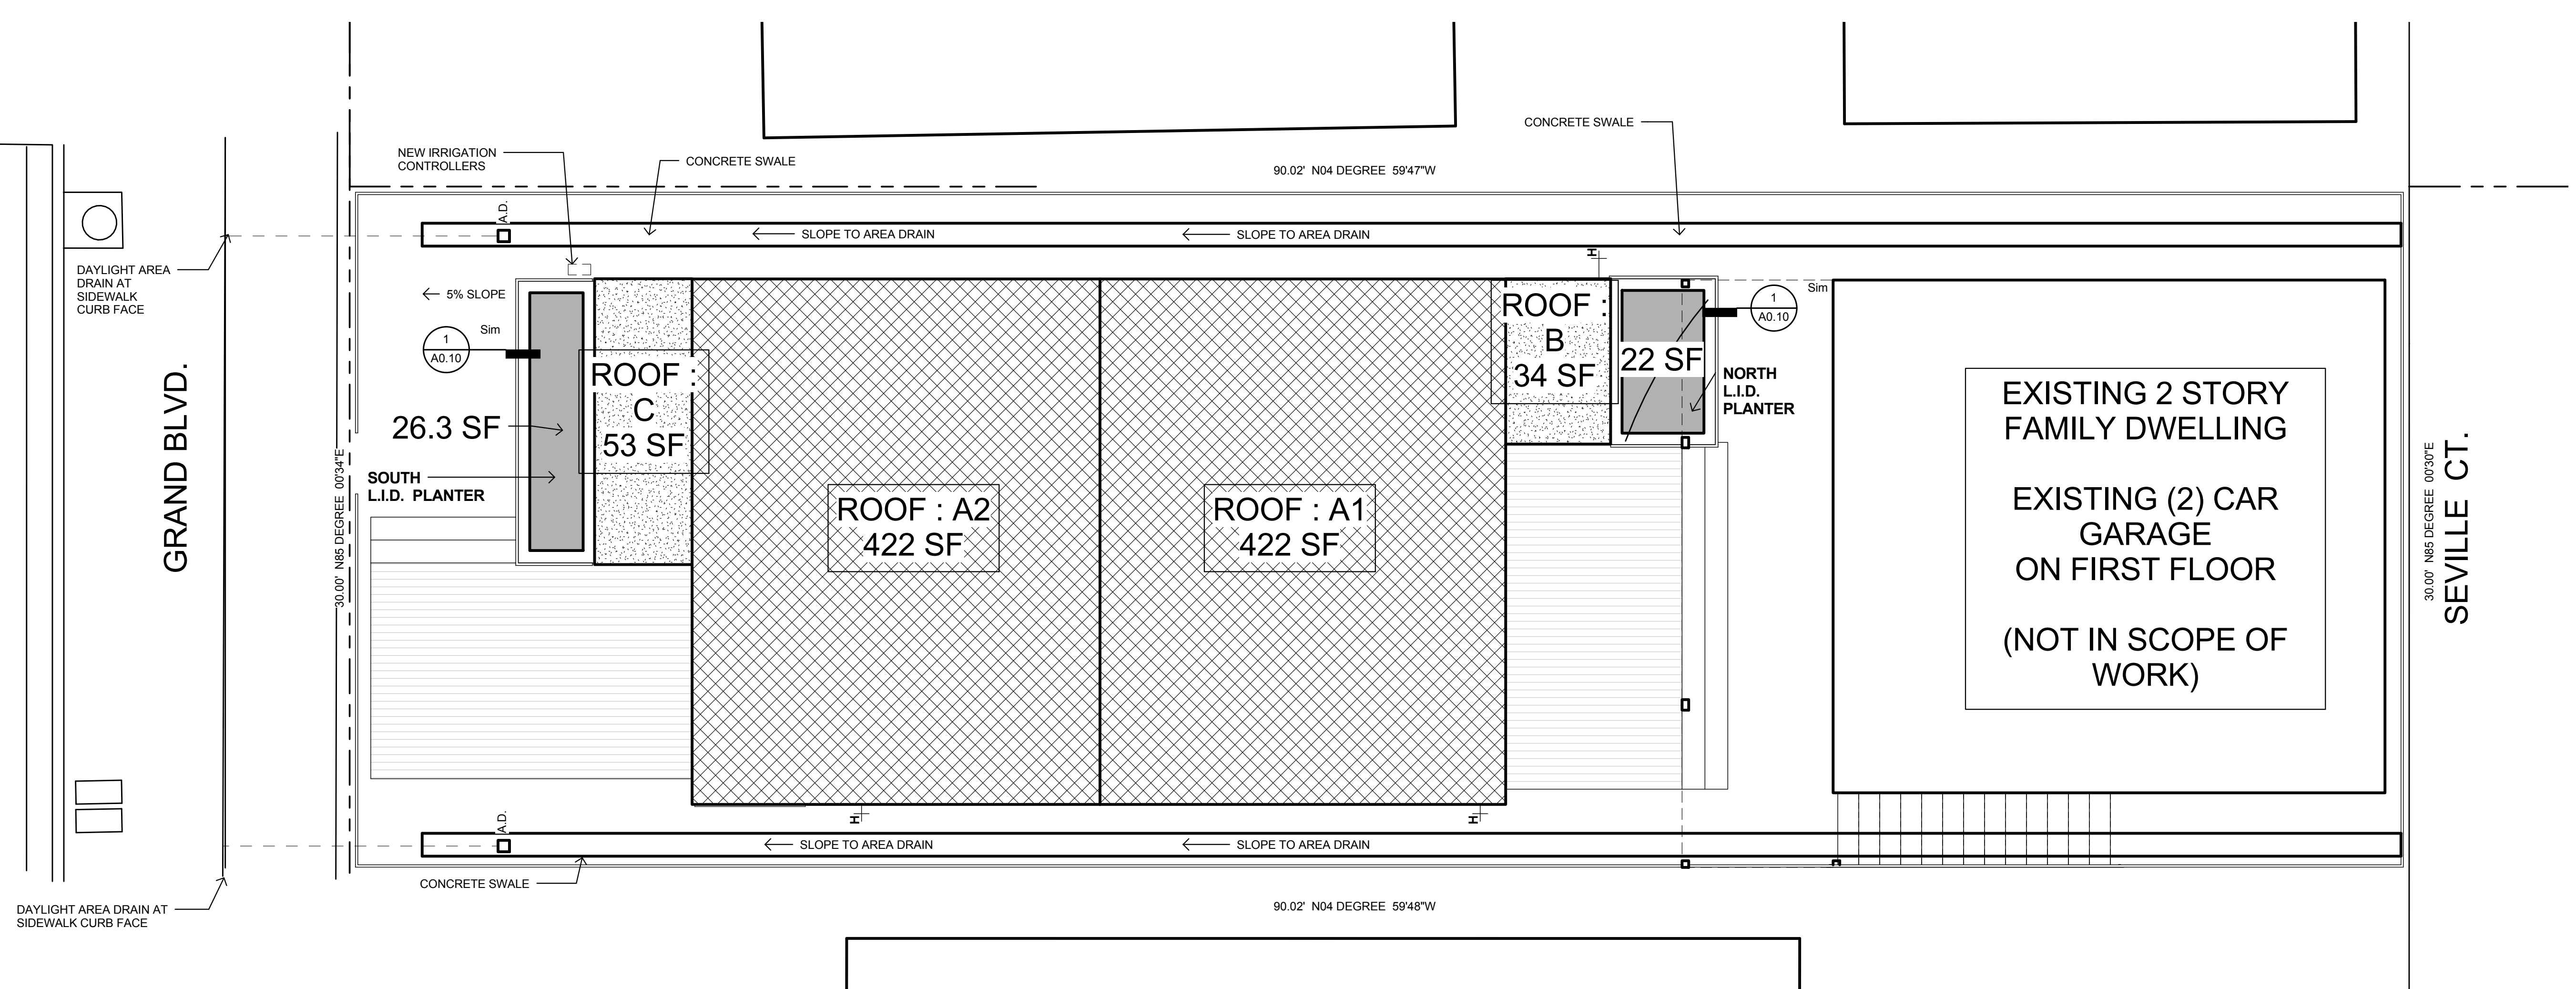 CONCRETE SWALE
NEW IRRIGATION
CONTROLLERS
CONCRETE SWALE
90.02' N04 DEGREE 59'47"W
A.D.
SLOPE TO AREA DRAIN
SLOPE TO AREA DRAIN
DAYLIGHT AREA
DRAIN AT
SIDEWALK
CURB FACE
H
5% SLOPE
Sim
1
A0.10
Sim
1
A0.10
ROOF :
B
34 SF
22 SF
NORTH
L.I.D.
PLANTER
ROOF :
C
53 SF
26.3 SF
SOUTH
L.I.D. PLANTER
GRAND BLVD.
30.00' N85 DEGREE 00'34"E
ROOF : A2
422 SF
ROOF : A1
422 SF
EXISTING 2 STORY
FAMILY DWELLING
EXISTING (2) CAR
GARAGE
ON FIRST FLOOR
(NOT IN SCOPE OF
WORK)
30.00' N85 DEGREE 00'30"E
SEVILLE CT.
H
H
A.D.
SLOPE TO AREA DRAIN
SLOPE TO AREA DRAIN
CONCRETE SWALE
DAYLIGHT AREA DRAIN AT
SIDEWALK CURB FACE
90.02' N04 DEGREE 59'48"W